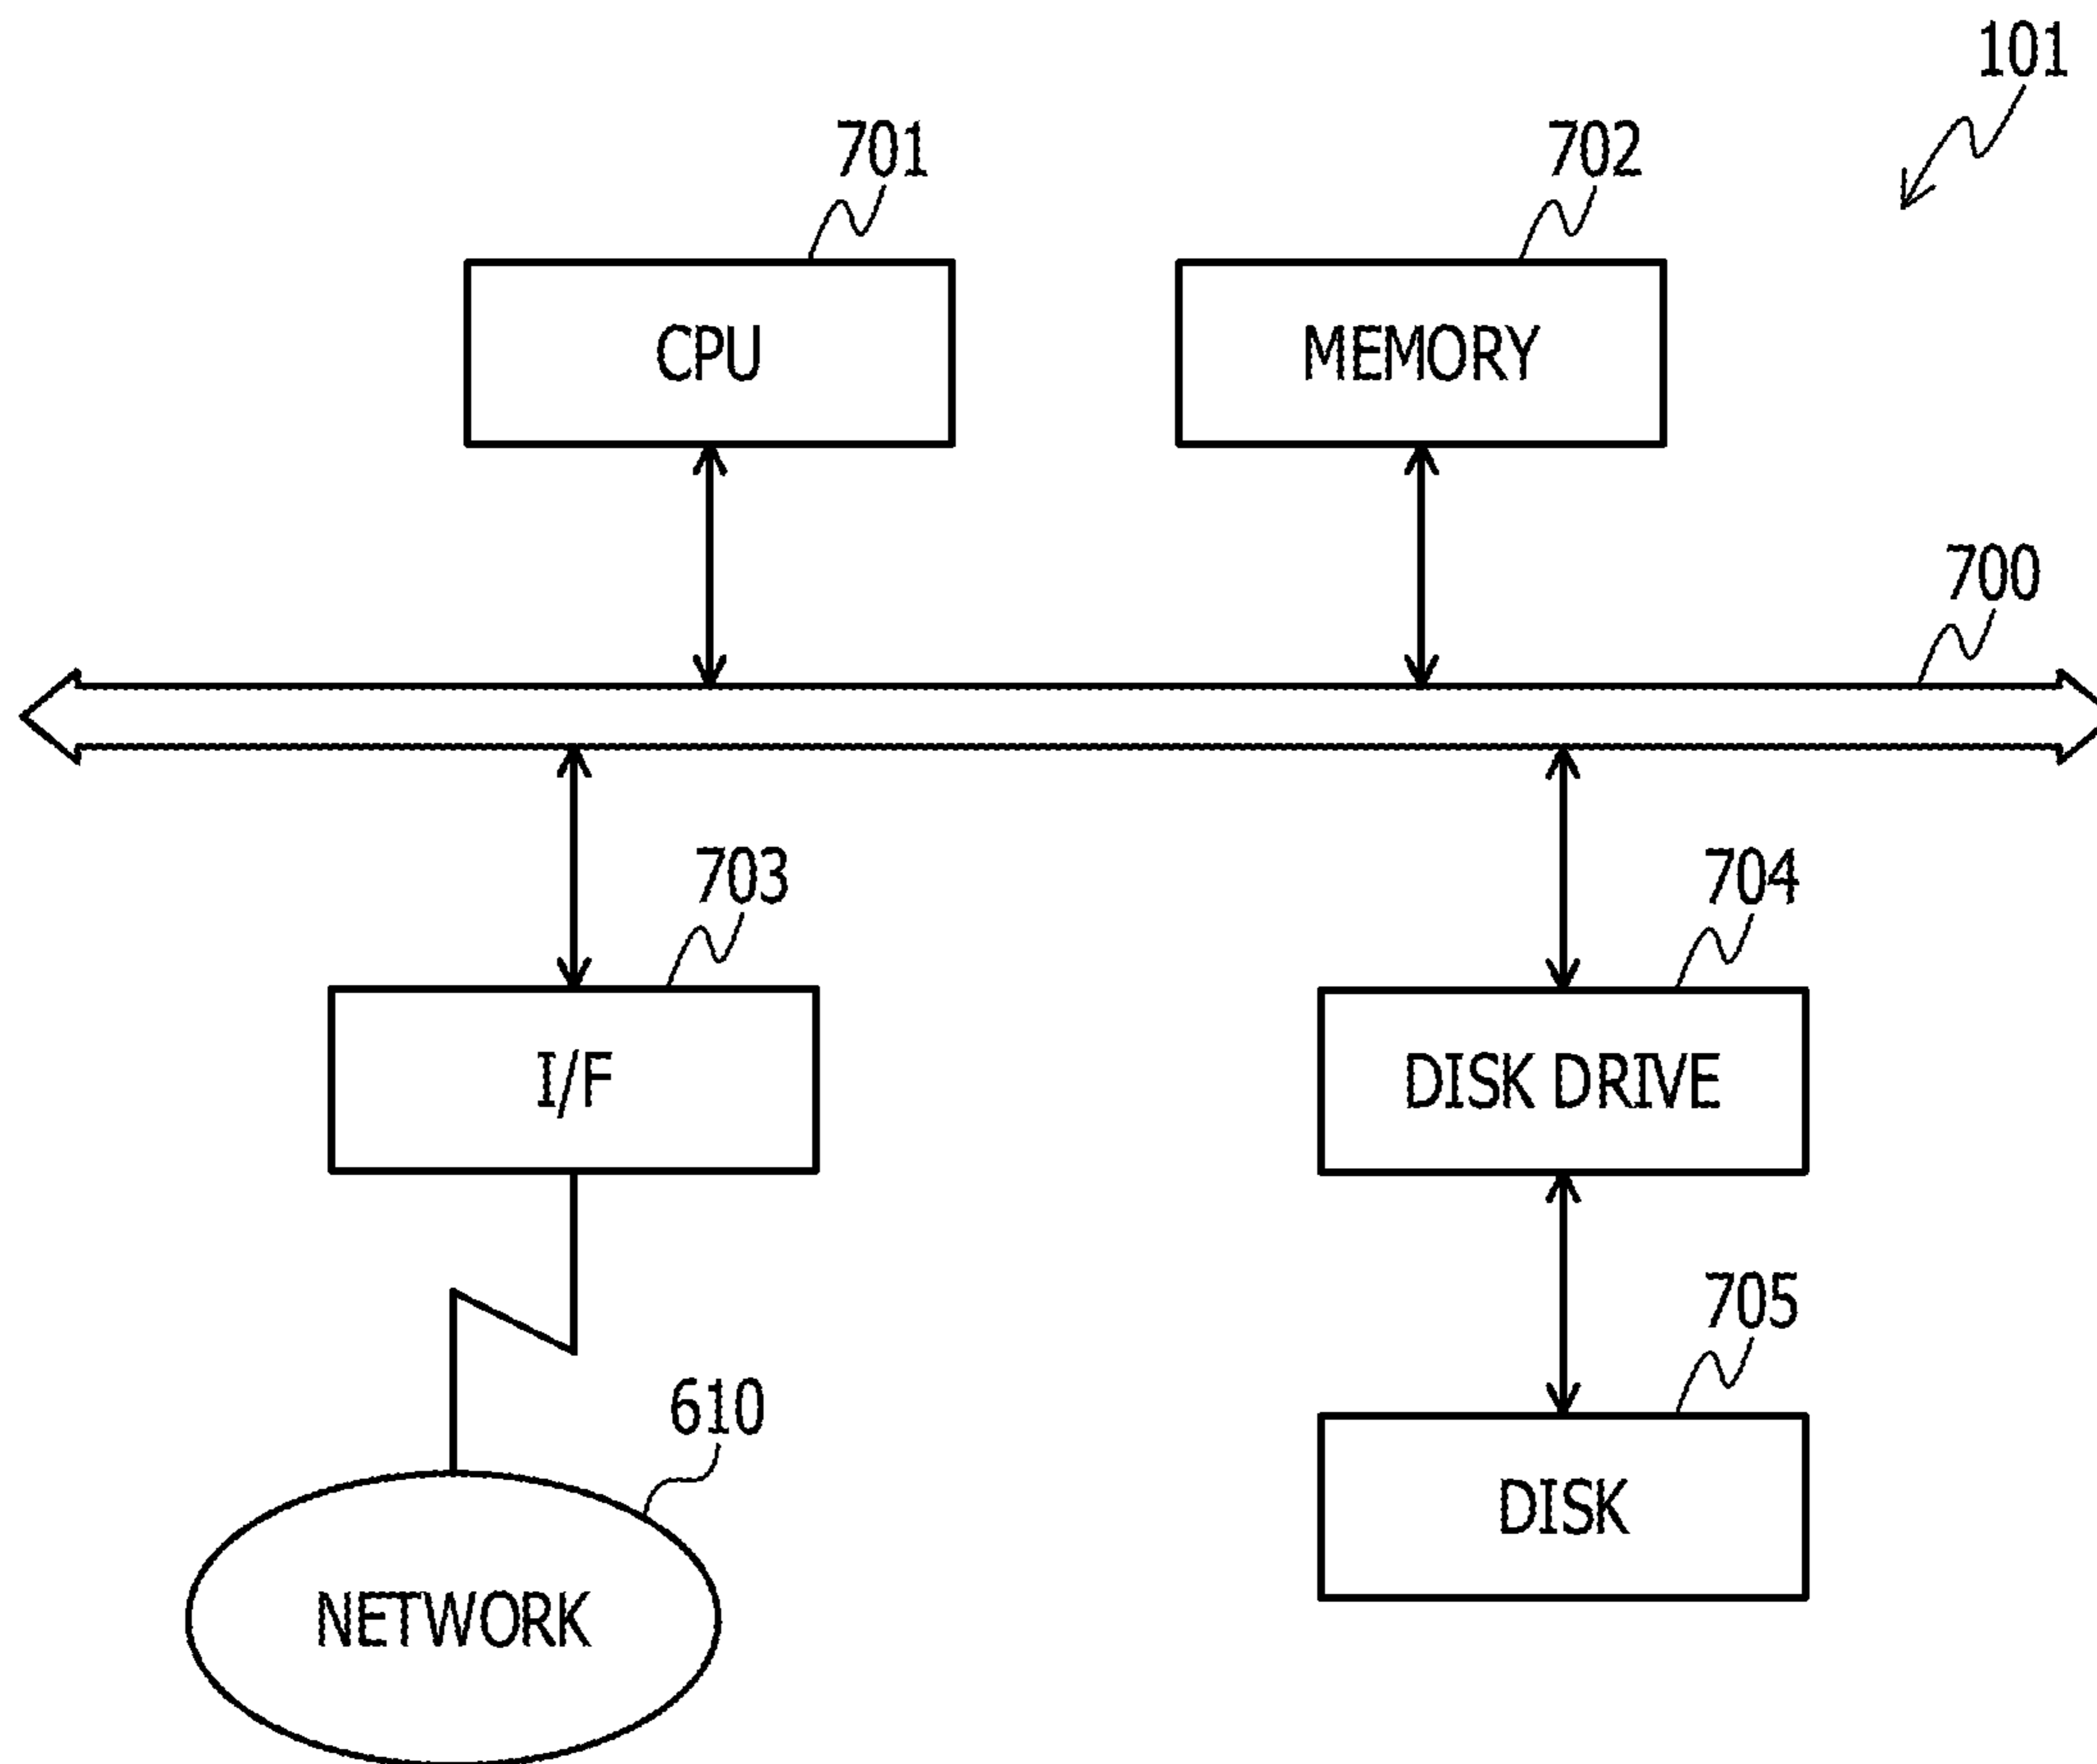 101
701
702
CPU
MEMORY
700
703
704
I/F
DISK DRIVE
705
610
DISK
NETWORK